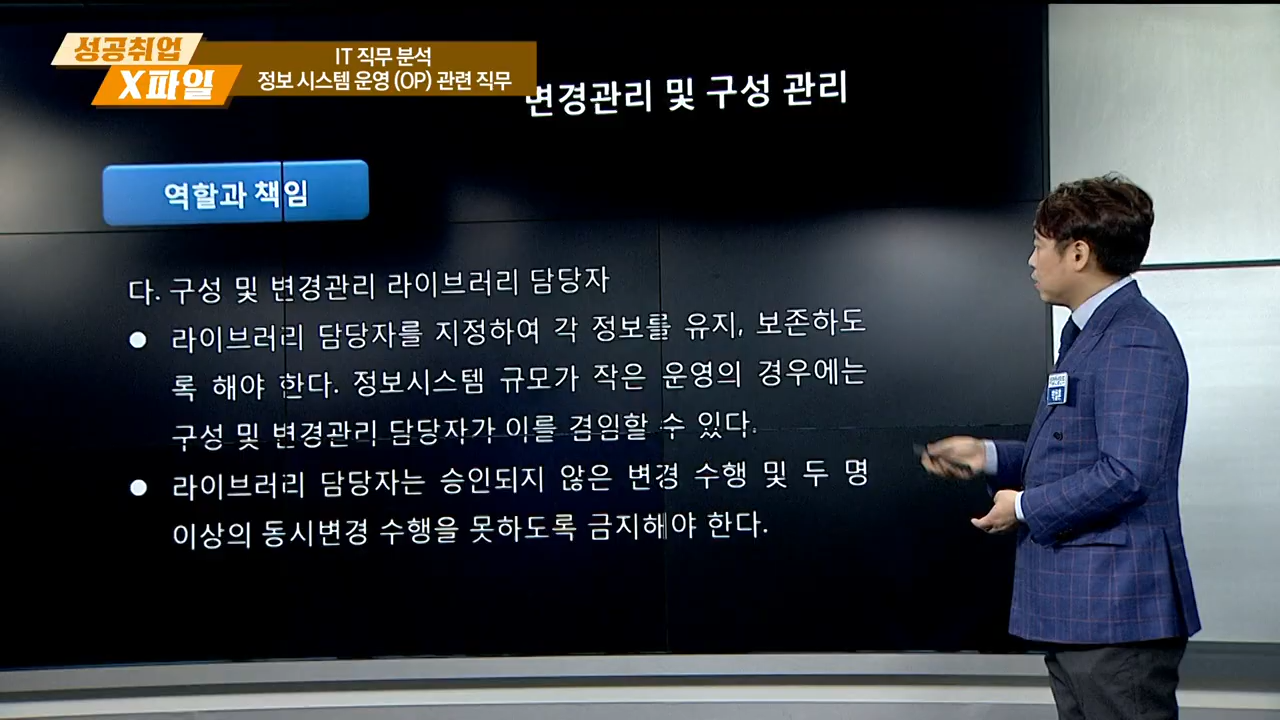 성공취업
X파일
IT 직무 분석
정보 시스템 운영 (OP) 관련 직무
변경관리 및 구성 관리
역할과 책임
다. 구성 및 변경관리 라이브러리 담당자
● 라이브러리 담당자를 지정하여 각 정보를 유지, 보존하도
록 해야 한다. 정보시스템 규모가 작은 운영의 경우에는
구성 및 변경관리 담당자가 이를 겸임할 수 있다.
● 라이브러리 담당자는 승인되지 않은 변경 수행 및 두 명
이상의 동시변경 수행을 못하도록 금지해야 한다.